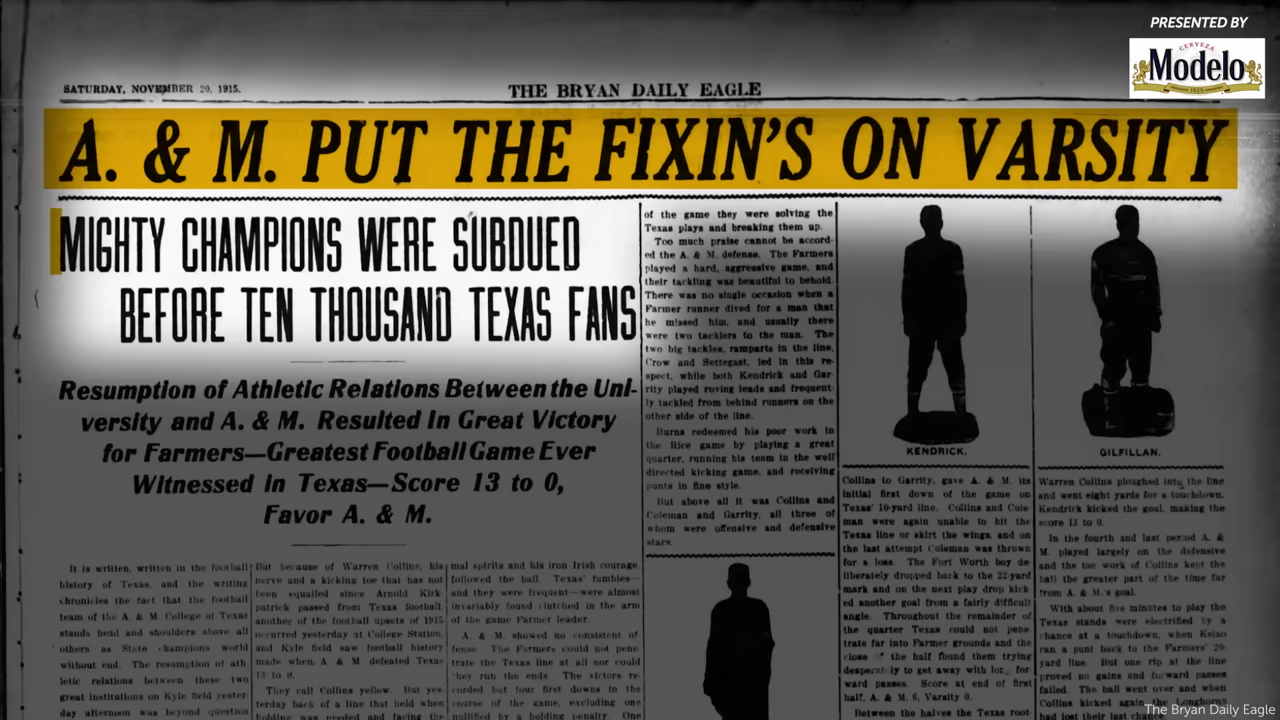 PRESENTED BY
CERVEZA
Modelo
1925
SATURDAY, NOVEMBER 20, 1915.
THE BRYAN DAILY EAGLE
A. & M. PUT THE FIXIN'S ON VARSITY
MIGHTY CHAMPIONS WERE SUBDUED
BEFORE TEN THOUSAND TEXAS FANS
Resumption of Athletic Relations Between the Uni-
versity and A. & M. Resulted In Great Victory
for Farmers—Greatest Football Game Ever
Witnessed in Texas—Score 13 to 0,
Favor A. & M.
It is written, written in the football
history of Texas, and the writing
chronicles the fact that the football
team of the A. & M. College of Texas
stands head and shoulders above all
others as State champions world
without end. The resumption of ath-
letic relations between these two
great institutions on Kyle field yester-
day afternoon was beyond question
But because of Warren Collins, his
nerve and a kicking toe that has not
been equalled since Arnold Kirk-
patrick passed from Texas football,
another of the football upsets of 1915
occurred yesterday at College Station,
and Kyle field saw football history
made when A. & M. defeated Texas
13 to 0.
They call Collins yellow. But yes
terday back of a line that held when
holding was needed and facing the
mal spirits and his iron Irish courage
followed the ball. Texas' fumbles—
and they were frequent—were almost
invariably found clutched in the arm
of the game Farmer leader.
A. & M. showed no consistent of-
fense. The Farmers could not pene
trate the Texas line at all nor could
they run the ends. The victors re-
corded but four first downs in the
course of the game, excluding one
nullified by a holding penalty. One
of the game they were solving the
Texas plays and breaking them up.
Too much praise cannot be accord-
ed the A. & M. defense. The Farmers
played a hard, aggressive game, and
their tackling was beautiful to behold.
There was no single occasion when a
Farmer runner dived for a man that
he missed him, and usually there
were two tacklers to the man. The
two big tackles, ramparts in the line,
Crow and Settegast, led in this re-
spect, while both Kendrick and Gar-
rity played roving leads and frequent-
ly tackled from behind runners on the
other side of the line.
Burns redeemed his poor work in
the Rice game by playing a great
quarter, running his team in the well
directed kicking game, and receiving
punts in fine style.
But above all it was Collins and
Coleman and Garrity, all three of
whom were offensive and defensive
stars.
KENDRICK.
Collins to Garrity, gave A. & M. its
initial first down of the game on
Texas' 10-yard line. Collins and Cole
man were again unable to hit the
Texas line or skirt the wings, and on
the last attempt Coleman was thrown
for a loss. The Fort Worth boy de
liberately dropped back to the 22-yard
mark and on the next play drop kick
ed another goal from a fairly difficult
angle. Throughout the remainder of
the quarter Texas could not pene
trate far into Farmer grounds and the
close of the half found them trying
desperately to get away with long for
ward passes. Score at end of first
half, A. & M. 6, Varsity 0.
Between the halves the Texas root-
GILFILLAN.
Warren Collins ploughed into the line
and went eight yards for a touchdown.
Kendrick kicked the goal, making the
score 13 to 0.
In the fourth and last period A. &
M. played largely on the defensive
and the toe work of Collins kept the
ball the greater part of the time far
from A. & M.'s goal.
With about five minutes to play the
Texas stands were electrified by a
chance at a touchdown, when Kelso
ran a punt back to the Farmers' 20-
yard line. But one rip at the line
proved no gains and forward passes
failed. The ball went over and when
Collins kicked again the Longhorns
had lost their last chance.
The Bryan Daily Eagle